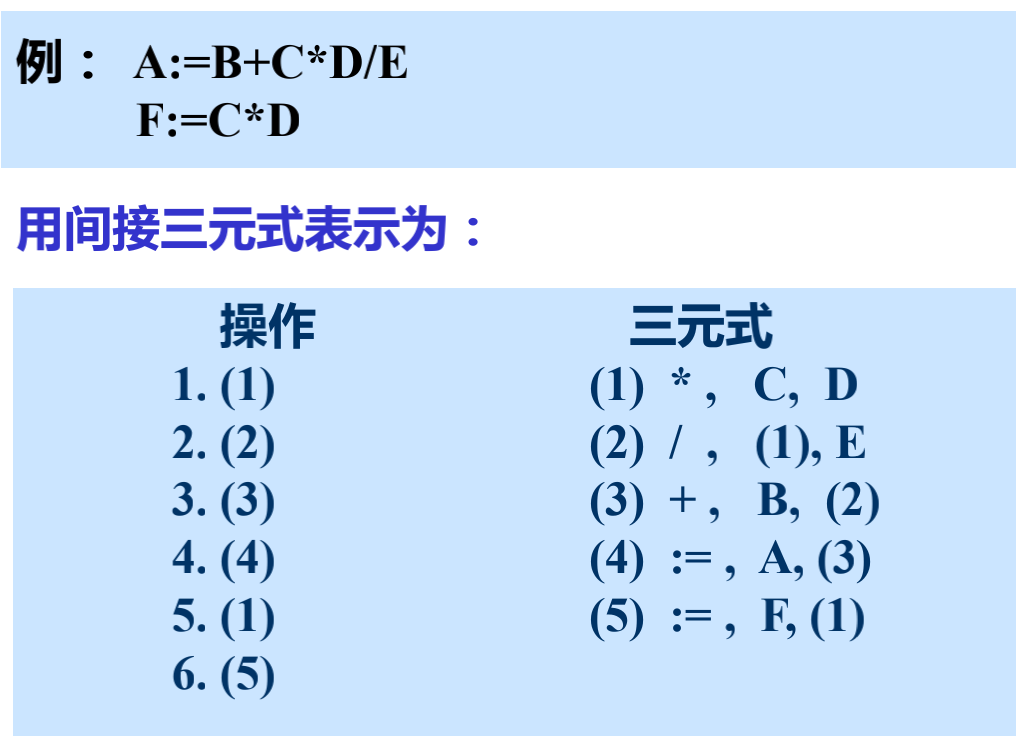 例： A:=B+C*D/E
F:=C*D
用间接三元式表示为：
操作 三元式
1. (1) (1) * , C, D
2. (2) (2) / , (1), E
3. (3) (3) + , B, (2)
4. (4) (4) := , A, (3)
5. (1) (5) := , F, (1)
6. (5)